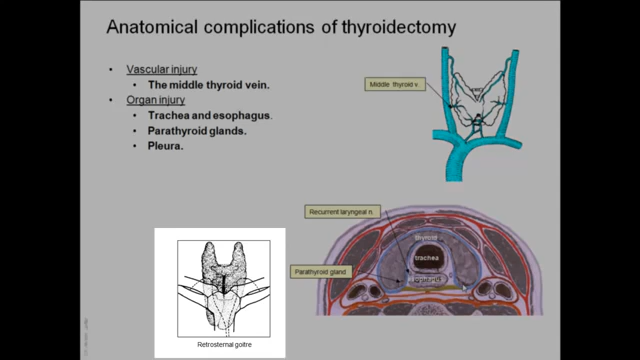 Anatomical complications of thyroidectomy
• Vascular injury
• The middle thyroid vein.
• Organ injury
• Trachea and esophagus.
• Parathyroid glands.
• Pleura.
Middle thyroid v.
Recurrent laryngeal n.
Parathyroid gland
thyroid
trachea
Retrosternal goitre